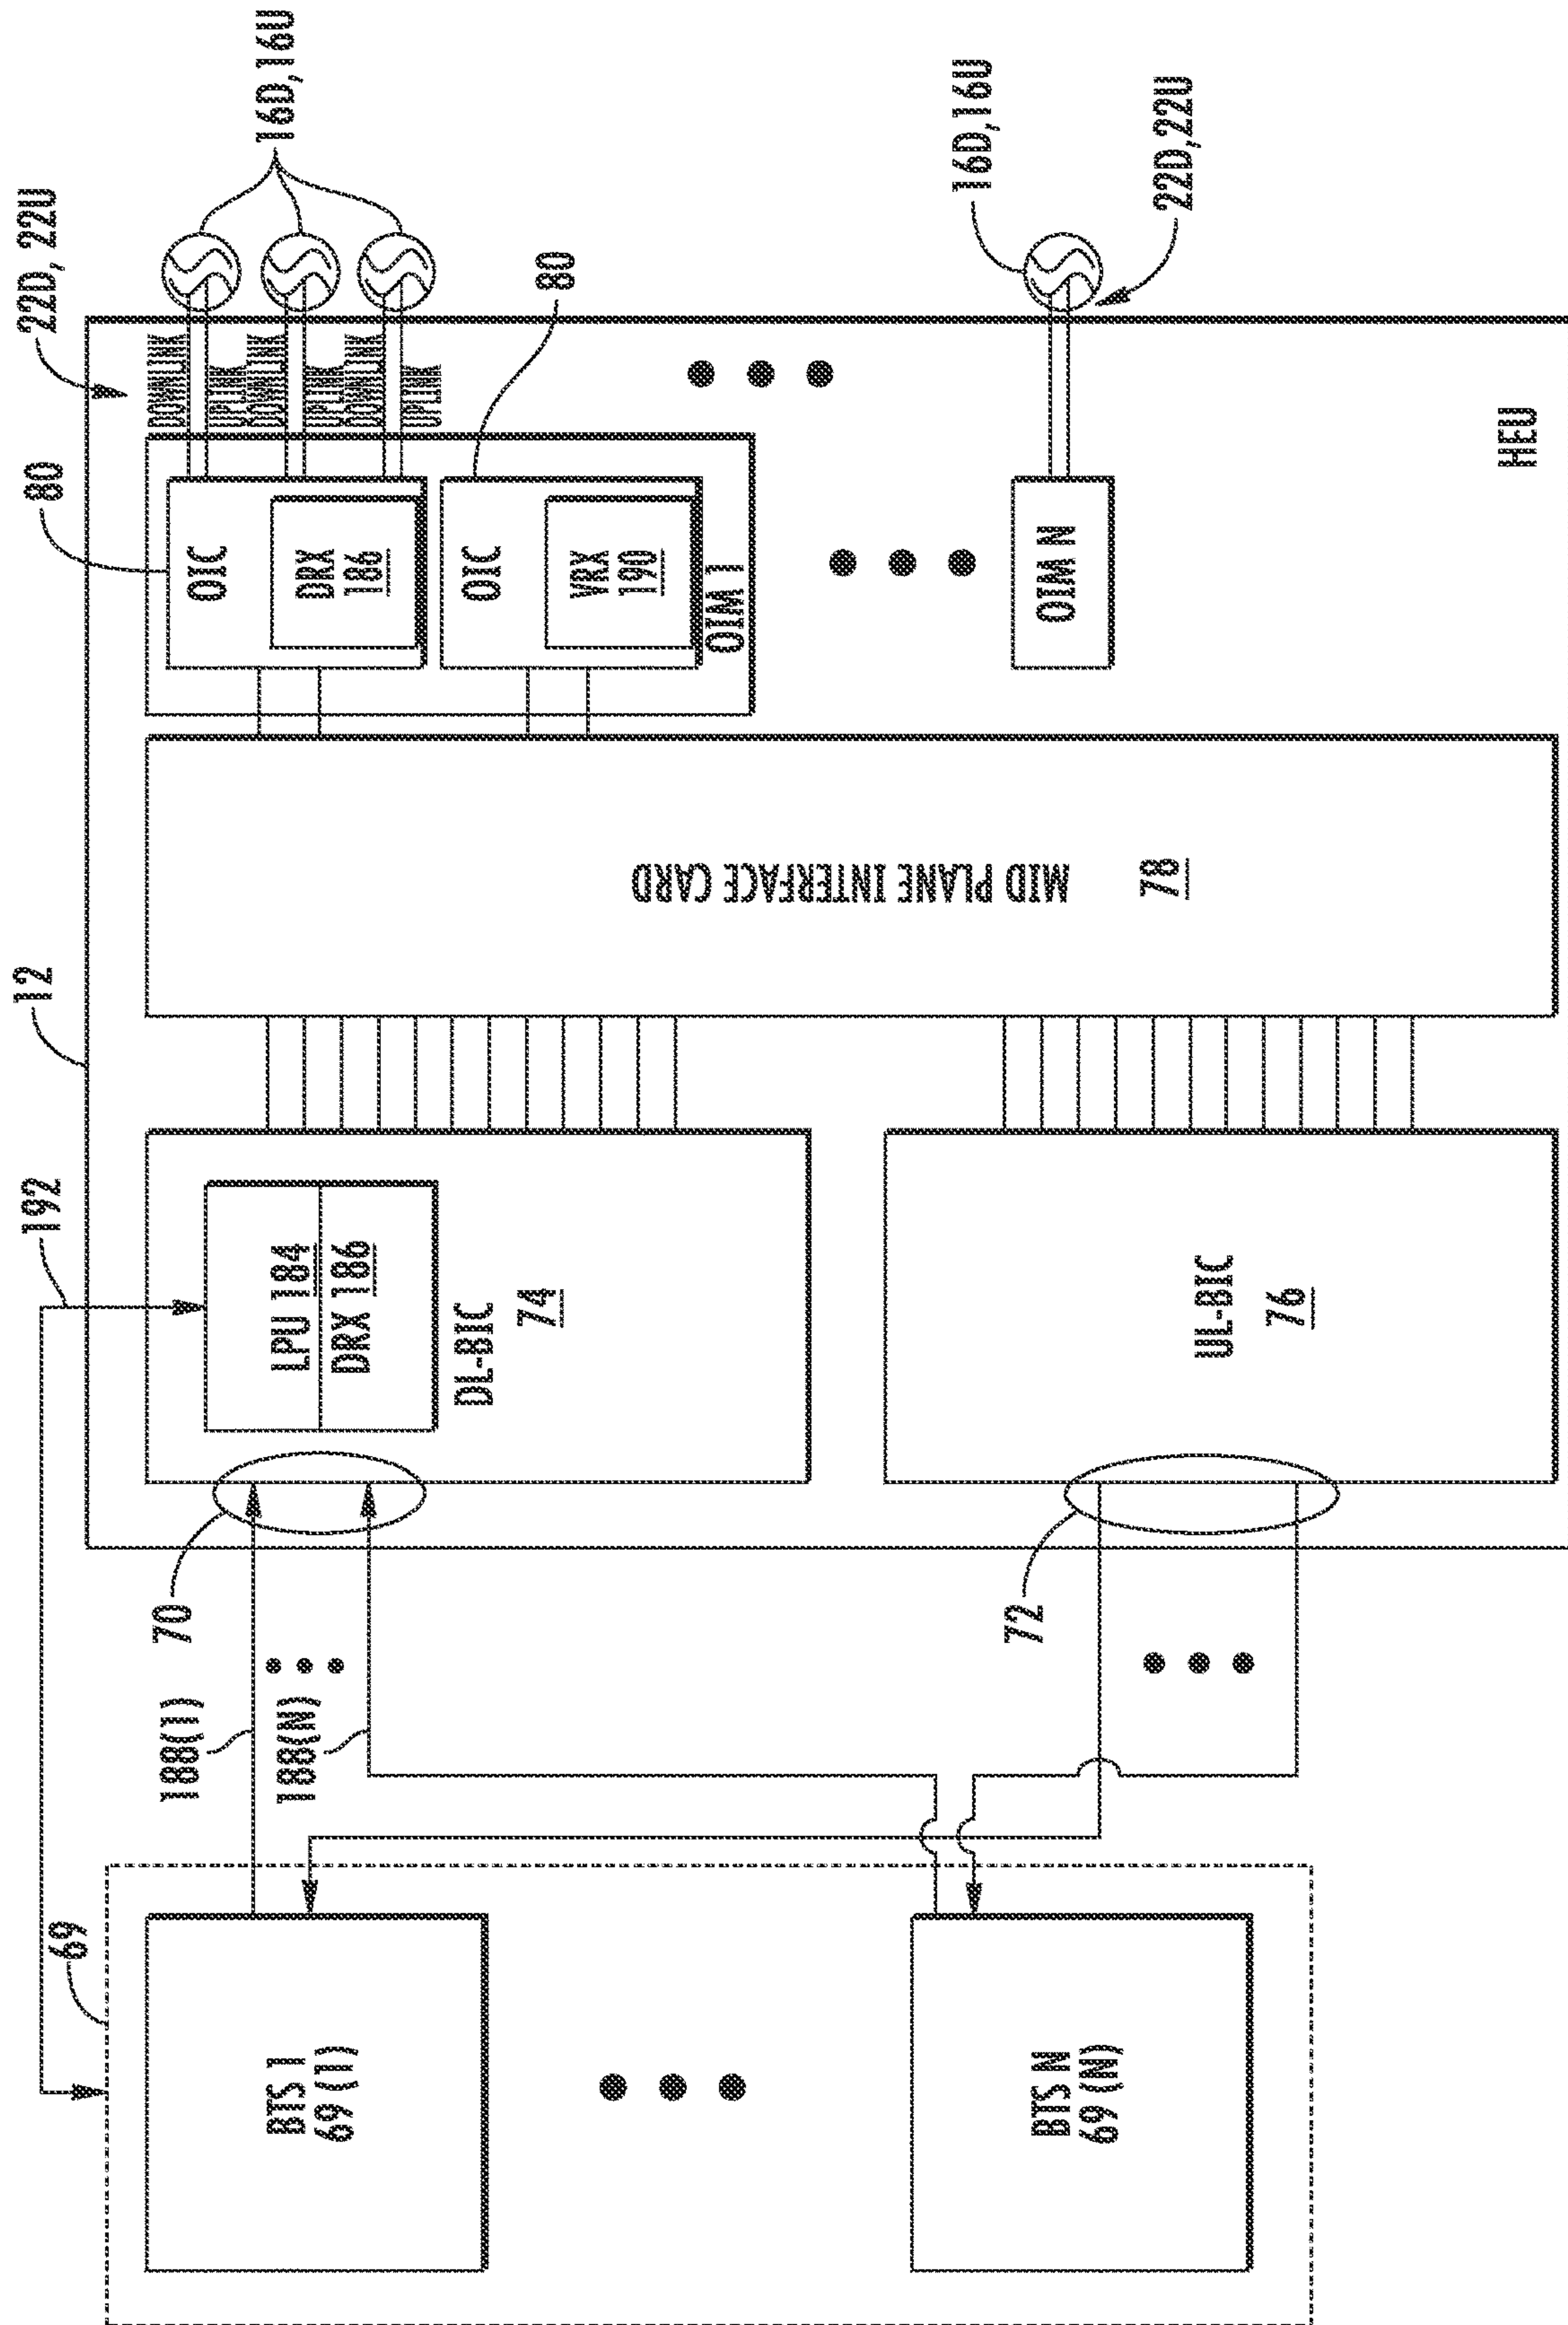 69
192
12
22D, 22U
16D, 16U
80
BTS 1
69 (1)
188(1)
70
LPU 184
DRX 186
DL-BIC
74
OIC
DRX
186
DOWNLINK
UPLINK
DOWNLINK
UPLINK
DOWNLINK
UPLINK
188(N)
OIC
VRX
190
OIM 1
80
MID PLANE INTERFACE CARD
78
BTS N
69 (N)
72
UL-BIC
76
OIM N
16D, 16U
22D, 22U
HEU